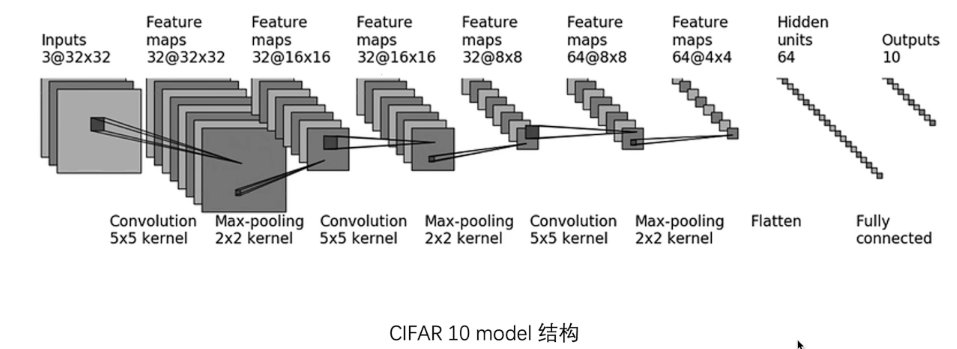 Inputs
3@32x32
Feature
maps
32@32x32
Feature
maps
32@16x16
Feature
maps
32@16x16
Feature
maps
32@8x8
Feature
maps
64@8x8
Feature
maps
64@4x4
Hidden
units
64
Outputs
10
Convolution
5x5 kernel
Max-pooling
2x2 kernel
Convolution
5x5 kernel
Max-pooling
2x2 kernel
Convolution
5x5 kernel
Max-pooling
2x2 kernel
Flatten
Fully
connected
CIFAR 10 model 结构